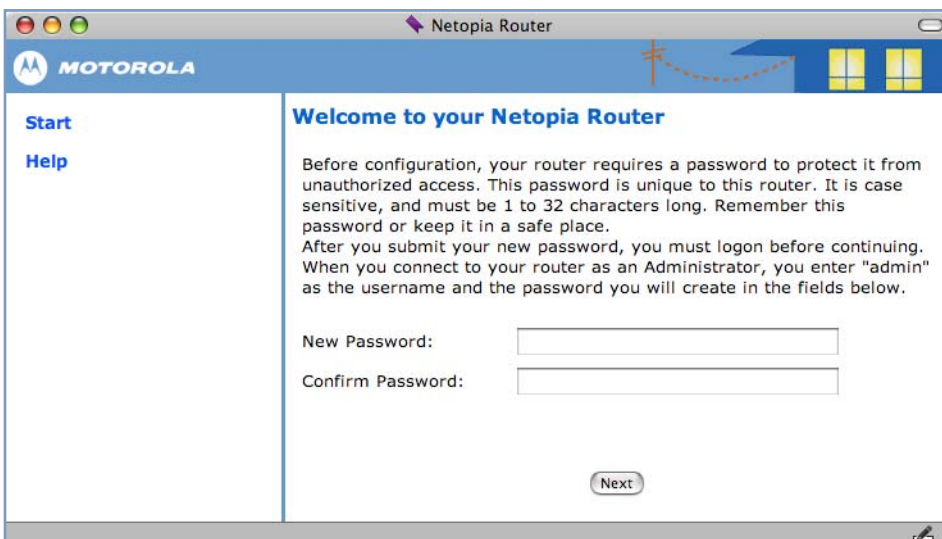 Netopia Router
MOTOROLA
Start
Help
Welcome to your Netopia Router
Before configuration, your router requires a password to protect it from
unauthorized access. This password is unique to this router. It is case
sensitive, and must be 1 to 32 characters long. Remember this
password or keep it in a safe place.
After you submit your new password, you must logon before continuing.
When you connect to your router as an Administrator, you enter "admin"
as the username and the password you will create in the fields below.
New Password:
Confirm Password:
Next